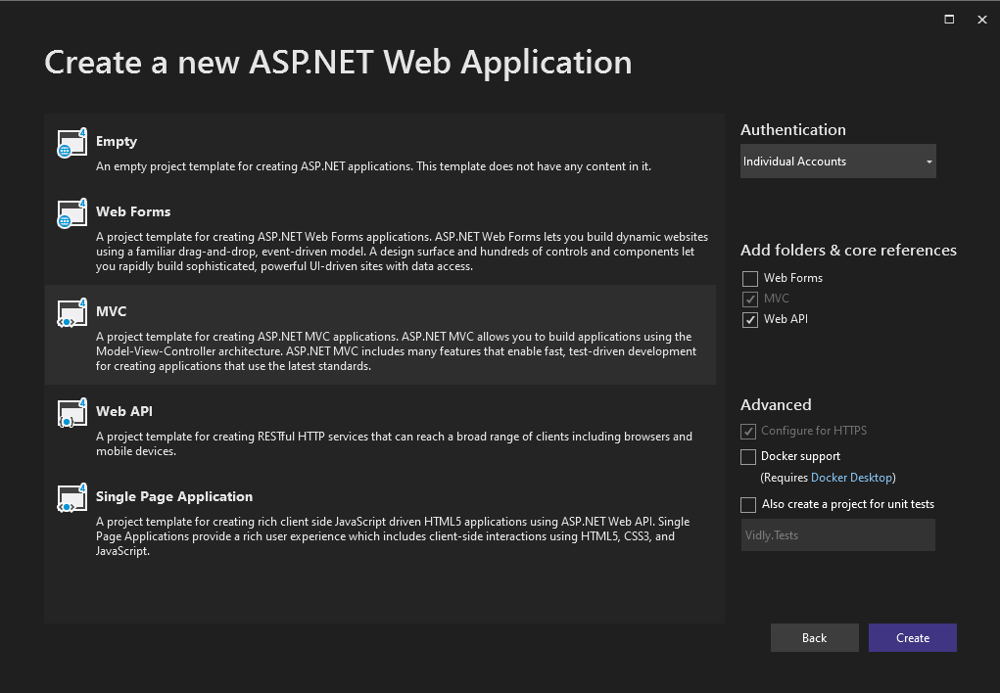 Create a new ASP.NET Web Application
4
Empty
An empty project template for creating ASP.NET applications. This template does not have any content in it.
4
Web Forms
A project template for creating ASP.NET Web Forms applications. ASP.NET Web Forms lets you build dynamic websites
using a familiar drag-and-drop, event-driven model. A design surface and hundreds of controls and components let
you rapidly build sophisticated, powerful UI-driven sites with data access.
4
MVC
A project template for creating ASP.NET MVC applications. ASP.NET MVC allows you to build applications using the
Model-View-Controller architecture. ASP.NET MVC includes many features that enable fast, test-driven development
for creating applications that use the latest standards.
4
Web API
A project template for creating RESTful HTTP services that can reach a broad range of clients including browsers and
mobile devices.
4
Single Page Application
A project template for creating rich client side JavaScript driven HTML5 applications using ASP.NET Web API. Single
Page Applications provide a rich user experience which includes client-side interactions using HTML5, CSS3, and
JavaScript.
Authentication
Individual Accounts
Add folders & core references
Web Forms
MVC
Web API
Advanced
Configure for HTTPS
Docker support
(Requires Docker Desktop)
Also create a project for unit tests
Vidly.Tests
Back
Create